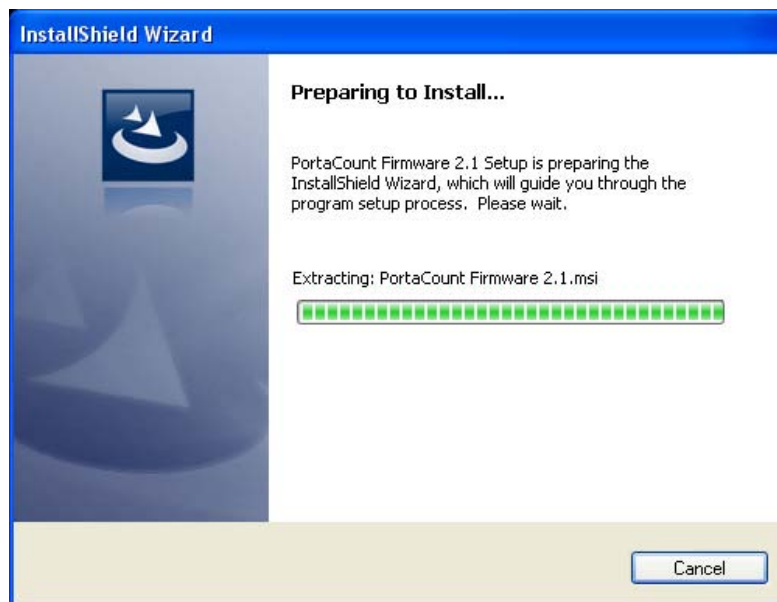 InstallShield Wizard
Preparing to Install...
PortaCount Firmware 2.1 Setup is preparing the
InstallShield Wizard, which will guide you through the
program setup process.  Please wait.
Extracting: PortaCount Firmware 2.1.msi
Cancel